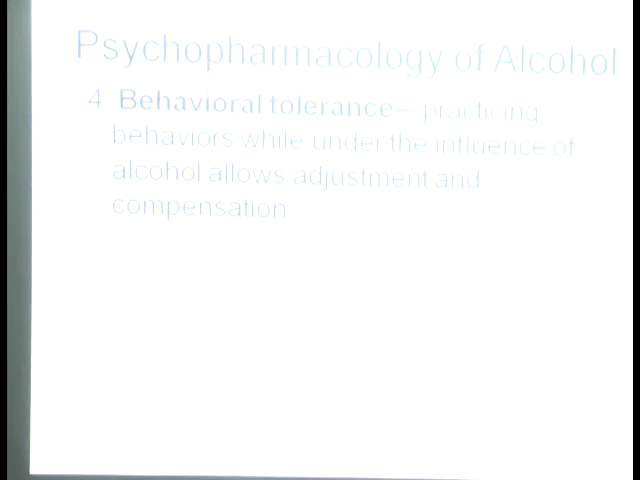 Psychopharmacology of Alcohol
4 Behavioral tolerance—practicing
behaviors while under the influence of
alcohol allows adjustment and
compensation